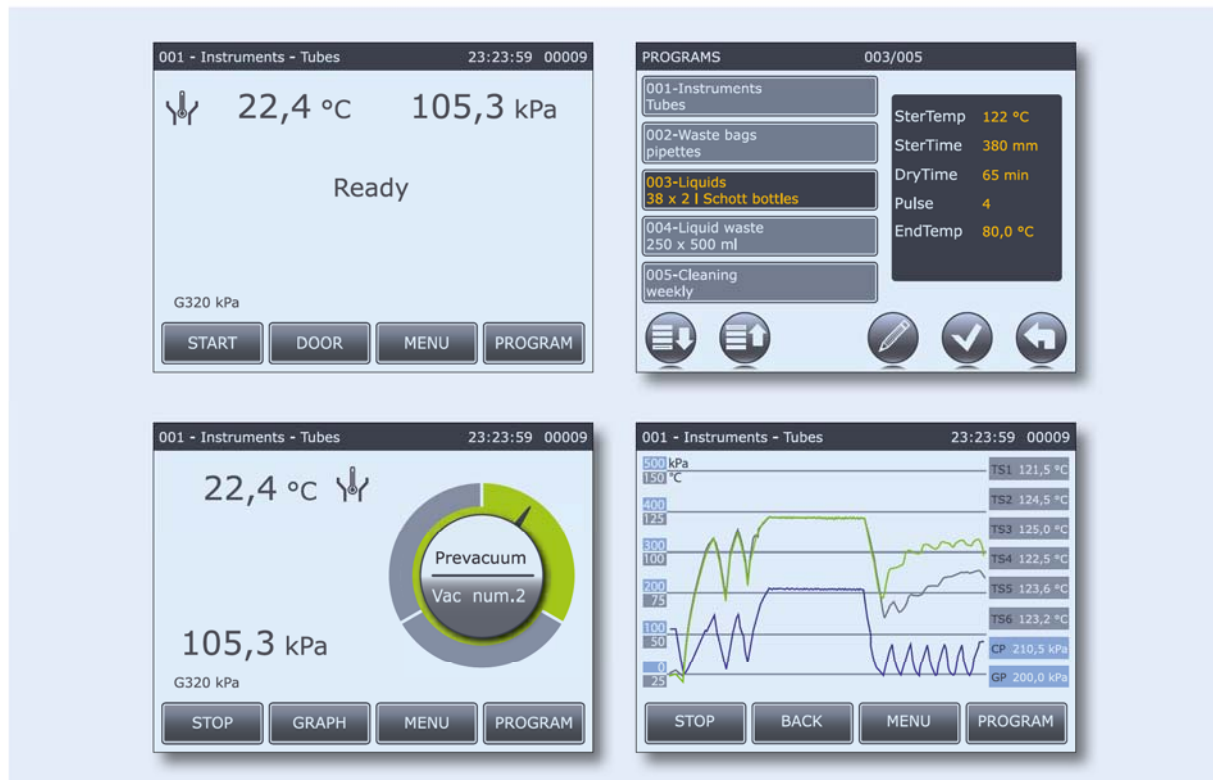 001 - Instruments - Tubes 23:23:59 00009
22,4 °C 105,3 kPa
Ready
G320 kPa
START DOOR MENU PROGRAM
PROGRAMS 003/005
001-Instruments
Tubes
002-Waste bags
pipettes
003-Liquids
38 x 2 l Schott bottles
004-Liquid waste
250 x 500 ml
005-Cleaning
weekly
SterTemp 122 °C
SterTime 380 mm
DryTime 65 min
Pulse 4
EndTemp 80,0 °C
001 - Instruments - Tubes 23:23:59 00009
22,4 °C
Prevacuum
Vac num.2
105,3 kPa
G320 kPa
STOP GRAPH MENU PROGRAM
001 - Instruments - Tubes 23:23:59 00009
500 kPa
150 °C
400
125
300
100
200
75
100
50
0
25
TS1 121,5 °C
TS2 124,5 °C
TS3 125,0 °C
TS4 122,5 °C
TS5 123,6 °C
TS6 123,2 °C
CP 210,5 kPa
GP 200,0 kPa
STOP BACK MENU PROGRAM